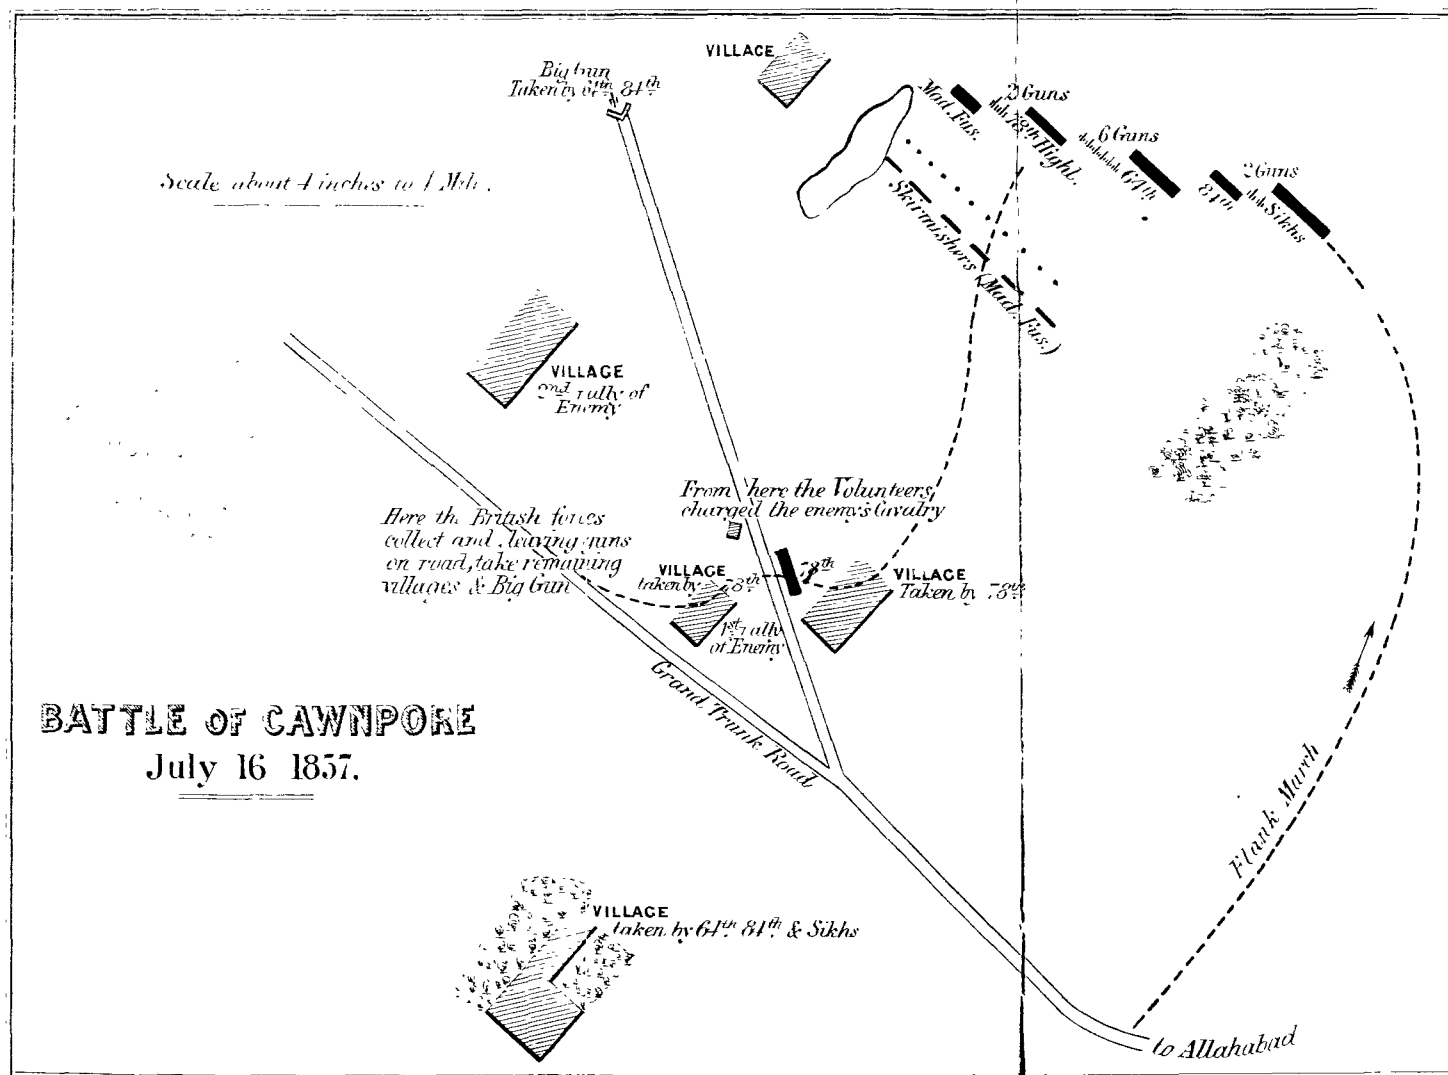 VILLAGE
Big Gun
Taken by 64th 84th
Mad. Fus.
2 Guns
78th Highl.
6 Guns
64th
84th
2 Guns
Sikhs
Scale about 4 inches to 1 Mile.
Skirmishers (Mad. Fus.)
VILLAGE
2nd rally of
Enemy
From here the Volunteers
charged the enemy's Cavalry
Here the British forces
collect and leaving guns
on road, take remaining
villages & Big Gun
VILLAGE
taken by 78th
78th
VILLAGE
Taken by 78th
1st rally
of Enemy
Grand Trunk Road
BATTLE OF CAWNPORE
July 16 1857.
Flank March
VILLAGE
taken by 64th 84th & Sikhs
to Allahabad